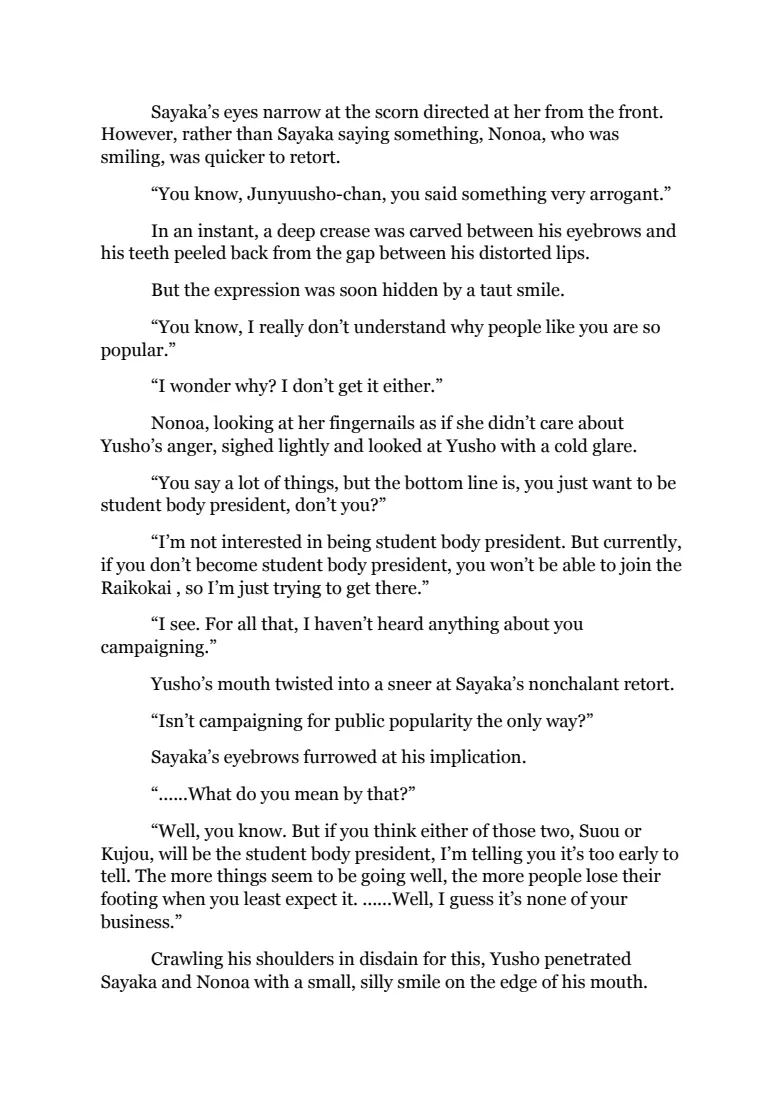 Sayaka’s eyes narrow at the scorn directed at her from the front.
However, rather than Sayaka saying something, Nonoa, who was
smiling, was quicker to retort.
“You know, Junyuusho-chan, you said something very arrogant.”
In an instant, a deep crease was carved between his eyebrows and
his teeth peeled back from the gap between his distorted lips.
But the expression was soon hidden by a taut smile.
“You know, I really don’t understand why people like you are so
popular.”
“I wonder why? I don’t get it either.”
Nonoa, looking at her fingernails as if she didn’t care about
Yusho’s anger, sighed lightly and looked at Yusho with a cold glare.
“You say a lot of things, but the bottom line is, you just want to be
student body president, don’t you?”
“I’m not interested in being student body president. But currently,
if you don’t become student body president, you won’t be able to join the
Raikokai , so I’m just trying to get there.”
“I see. For all that, I haven’t heard anything about you
campaigning.”
Yusho’s mouth twisted into a sneer at Sayaka’s nonchalant retort.
“Isn’t campaigning for public popularity the only way?”
Sayaka’s eyebrows furrowed at his implication.
“......What do you mean by that?”
“Well, you know. But if you think either of those two, Suou or
Kujou, will be the student body president, I’m telling you it’s too early to
tell. The more things seem to be going well, the more people lose their
footing when you least expect it. ......Well, I guess it’s none of your
business.”
Crawling his shoulders in disdain for this, Yusho penetrated
Sayaka and Nonoa with a small, silly smile on the edge of his mouth.